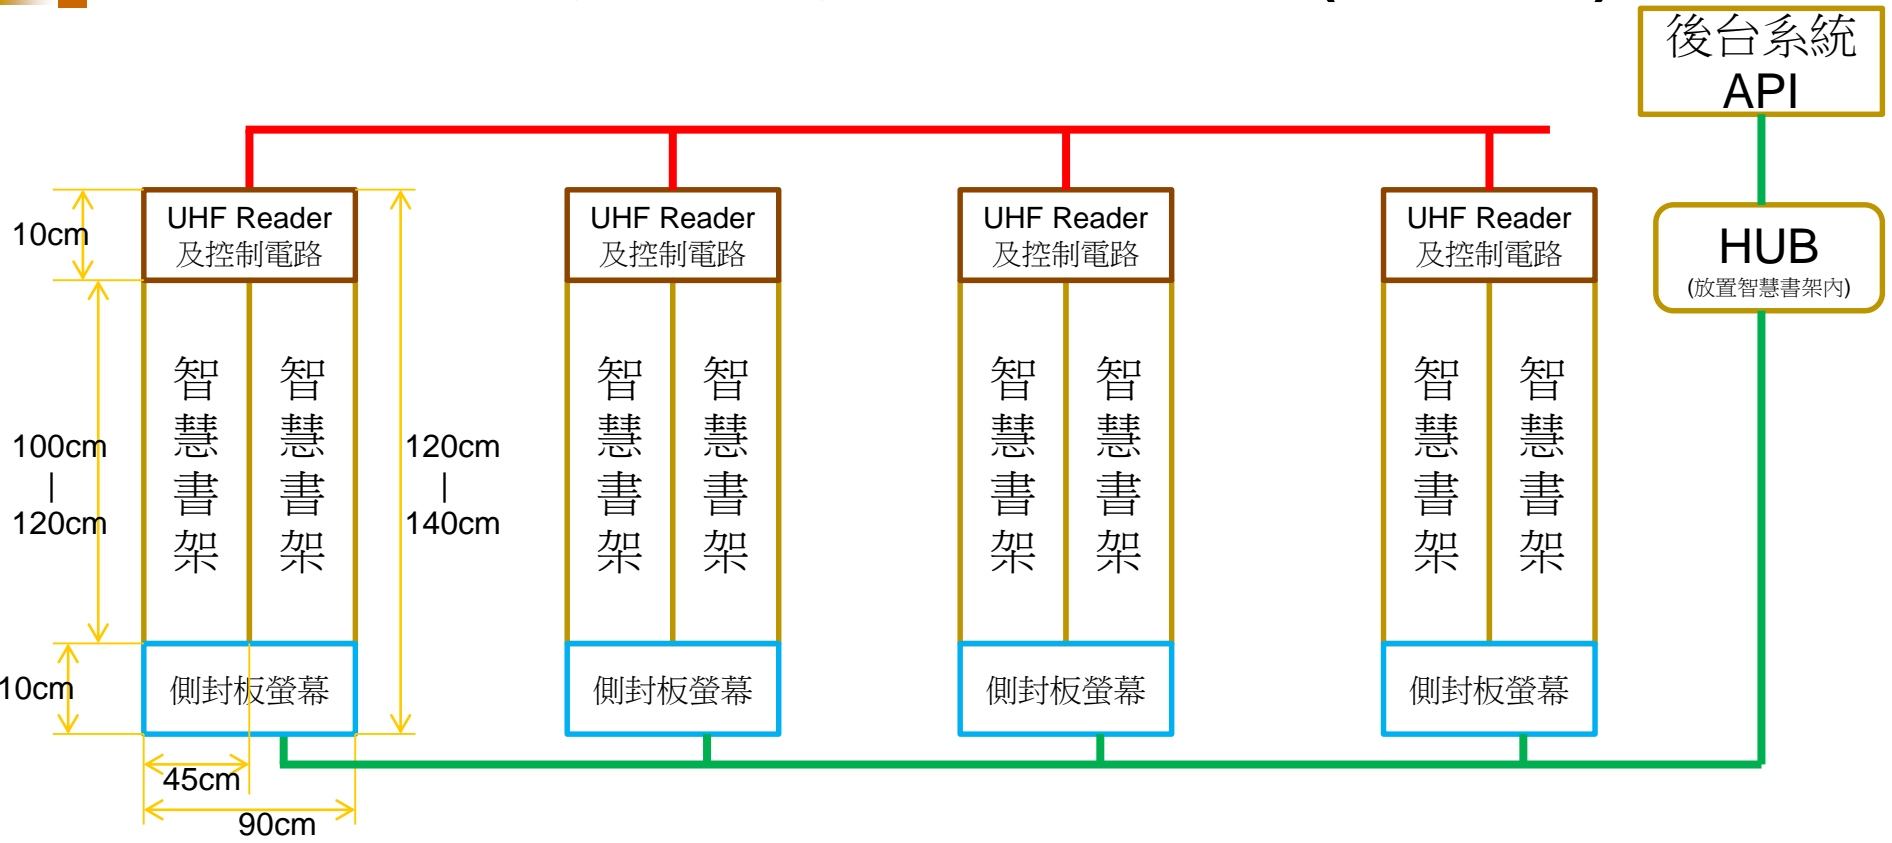 後台系統
API
HUB
(放置智慧書架內)
10cm
UHF Reader
及控制電路
UHF Reader
及控制電路
UHF Reader
及控制電路
UHF Reader
及控制電路
100cm
|
120cm
智慧書架
智慧書架
120cm
|
140cm
智慧書架
智慧書架
智慧書架
智慧書架
智慧書架
智慧書架
10cm
側封板螢幕
側封板螢幕
側封板螢幕
側封板螢幕
45cm
90cm